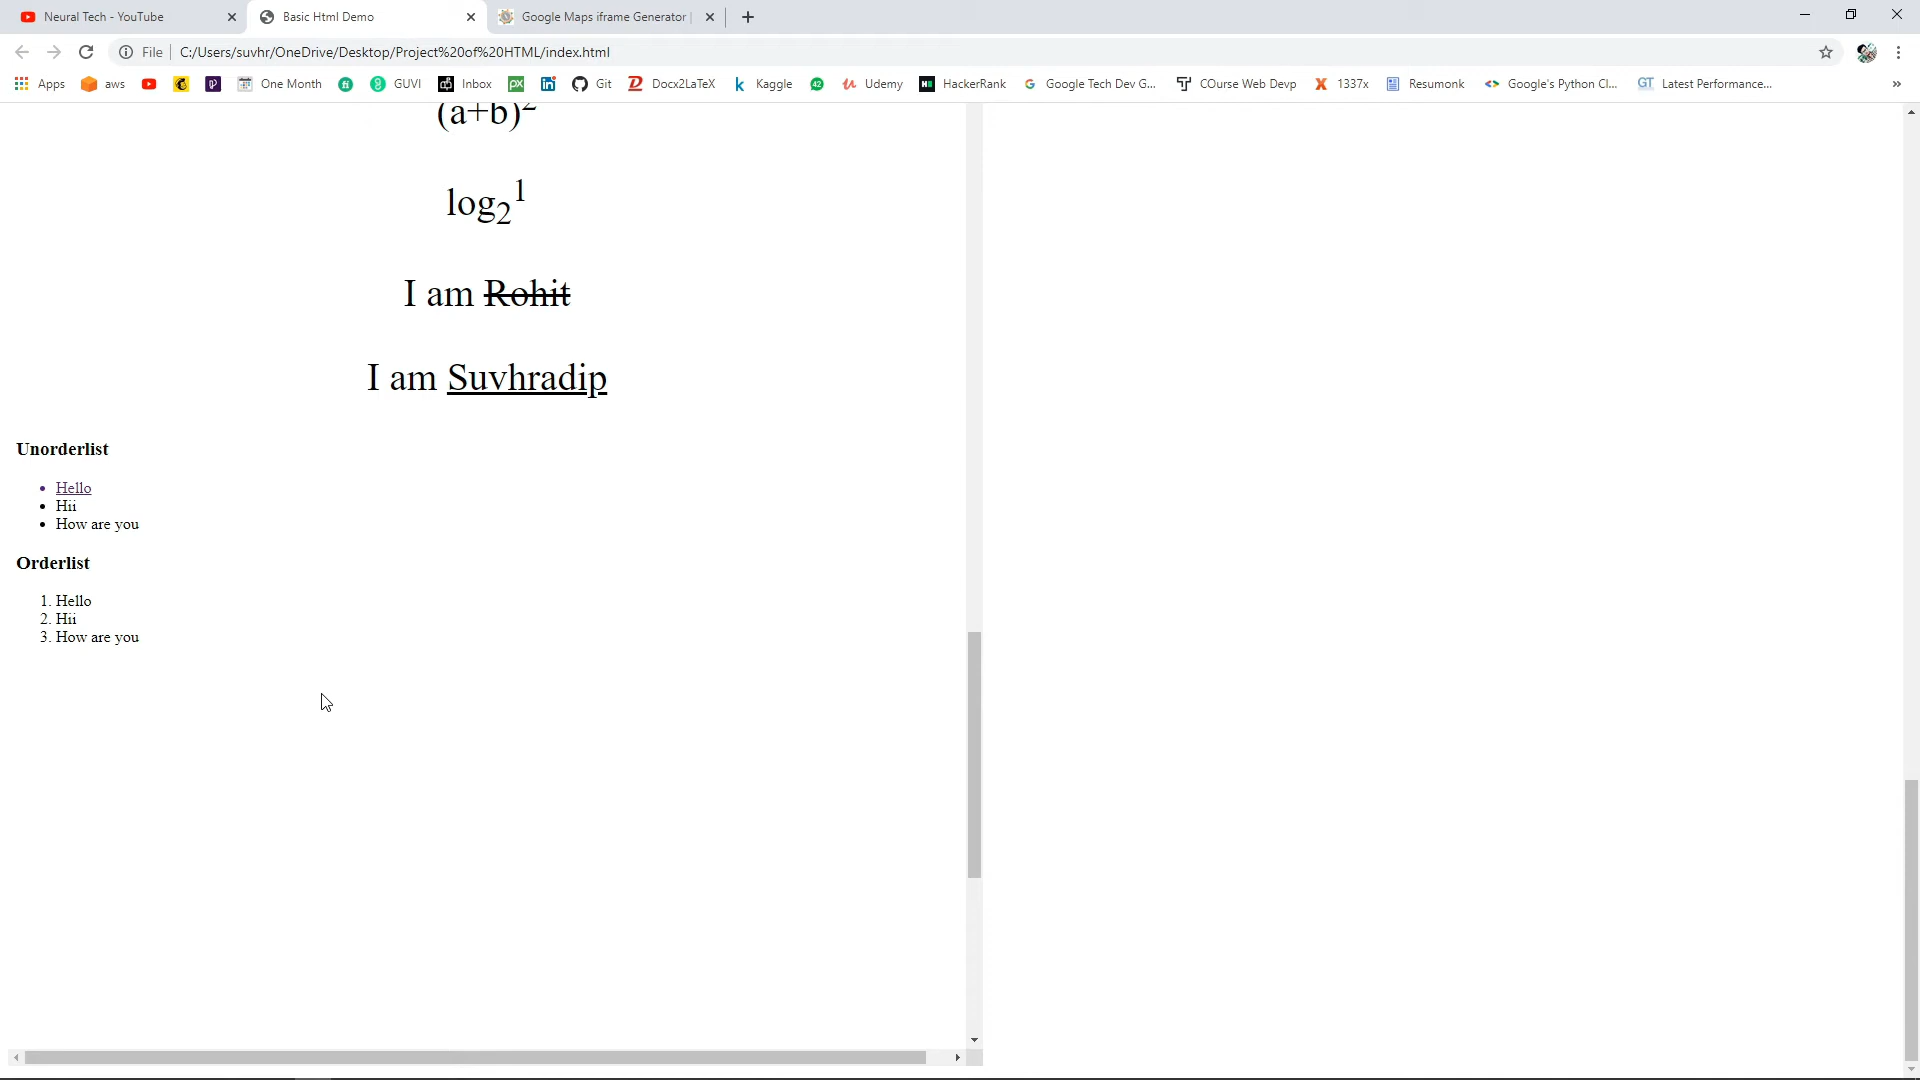 Neural Tech - YouTube
Basic Html Demo
Google Maps iframe Generator |
File
C:/Users/suvhr/OneDrive/Desktop/Project%20of%20HTML/index.html
Apps
aws
One Month
GUVI
Inbox
Git
Docx2LaTeX
Kaggle
42
Udemy
HackerRank
Google Tech Dev G...
COurse Web Devp
1337x
Resumonk
Google's Python Cl...
GT Latest Performance...
»
(a+b)²
log₂¹
I am Rohit
I am Suvhradip
Unorderlist
• Hello
• Hii
• How are you
Orderlist
1. Hello
2. Hii
3. How are you